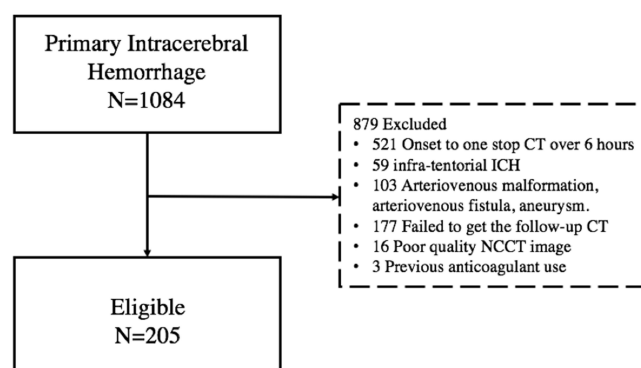 Primary Intracerebral
Hemorrhage
N=1084
879 Excluded
• 521 Onset to one stop CT over 6 hours
• 59 infra-tentorial ICH
• 103 Arteriovenous malformation,
arteriovenous fistula, aneurysm.
• 177 Failed to get the follow-up CT
• 16 Poor quality NCCT image
• 3 Previous anticoagulant use
Eligible
N=205